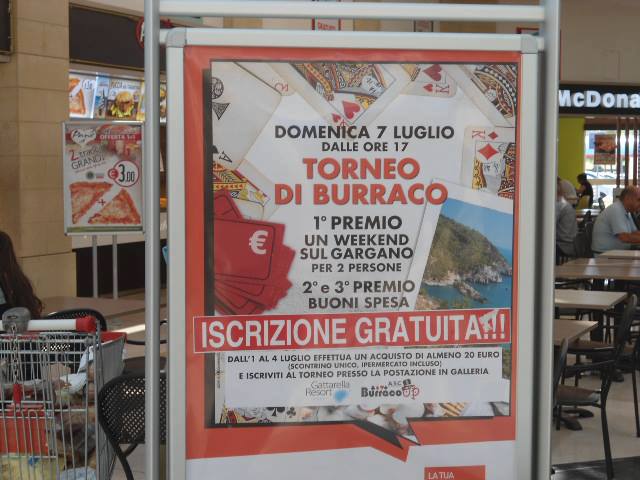 DOMENICA 7 LUGLIO
DALLE ORE 17
TORNEO
DI BURRACO
1° PREMIO
UN WEEKEND
SUL GARGANO
PER 2 PERSONE
2° e 3° PREMIO
BUONI SPESA
ISCRIZIONE GRATUITA!!!
DALL'1 AL 4 LUGLIO EFFETTUA UN ACQUISTO DI ALMENO 20 EURO
(SCONTRINO UNICO, IPERMERCATO INCLUSO)
E ISCRIVITI AL TORNEO PRESSO LA POSTAZIONE IN GALLERIA
Gattarella
Resort
Burraco UP
LA TUA
€
OFFERTA
GRANDI
€3,00
McDona